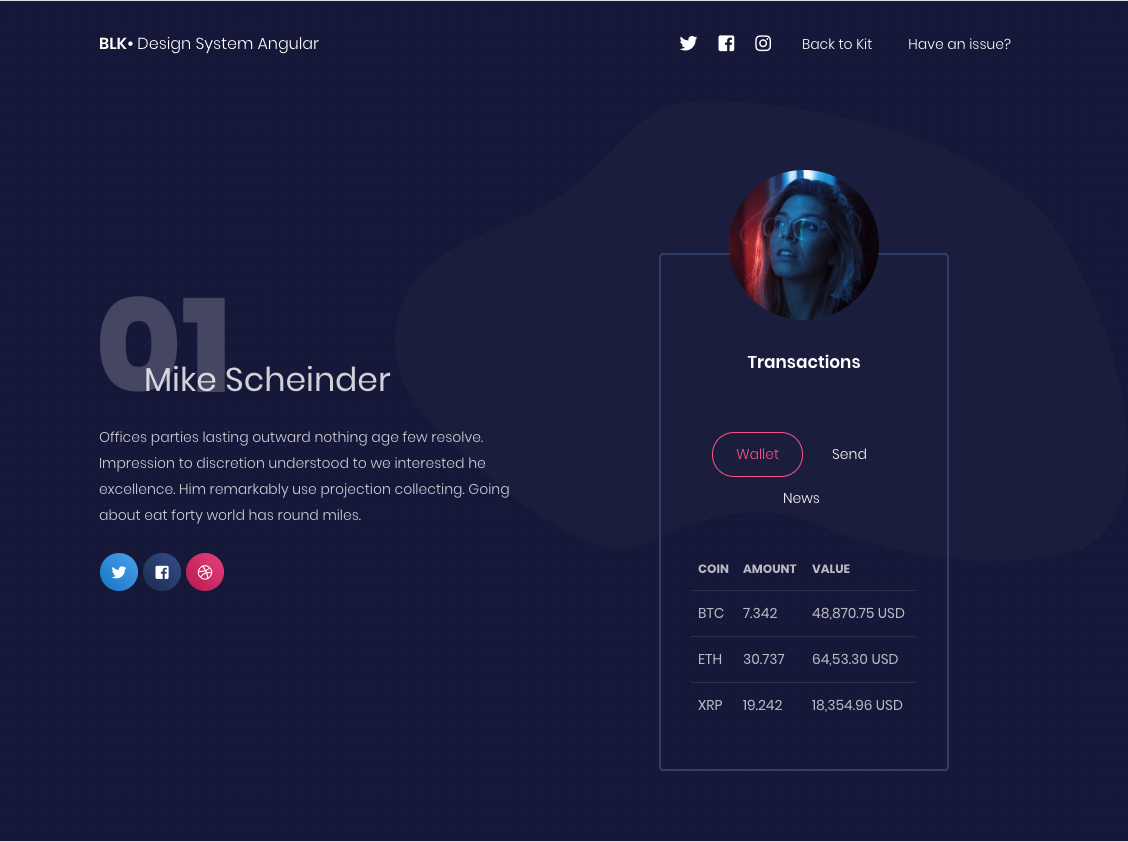 BLK• Design System Angular
Back to Kit
Have an issue?
01
Mike Scheinder
Offices parties lasting outward nothing age few resolve.
Impression to discretion understood to we interested he
excellence. Him remarkably use projection collecting. Going
about eat forty world has round miles.
Transactions
Wallet
Send
News
COIN AMOUNT VALUE
BTC 7.342 48,870.75 USD
ETH 30.737 64,53.30 USD
XRP 19.242 18,354.96 USD